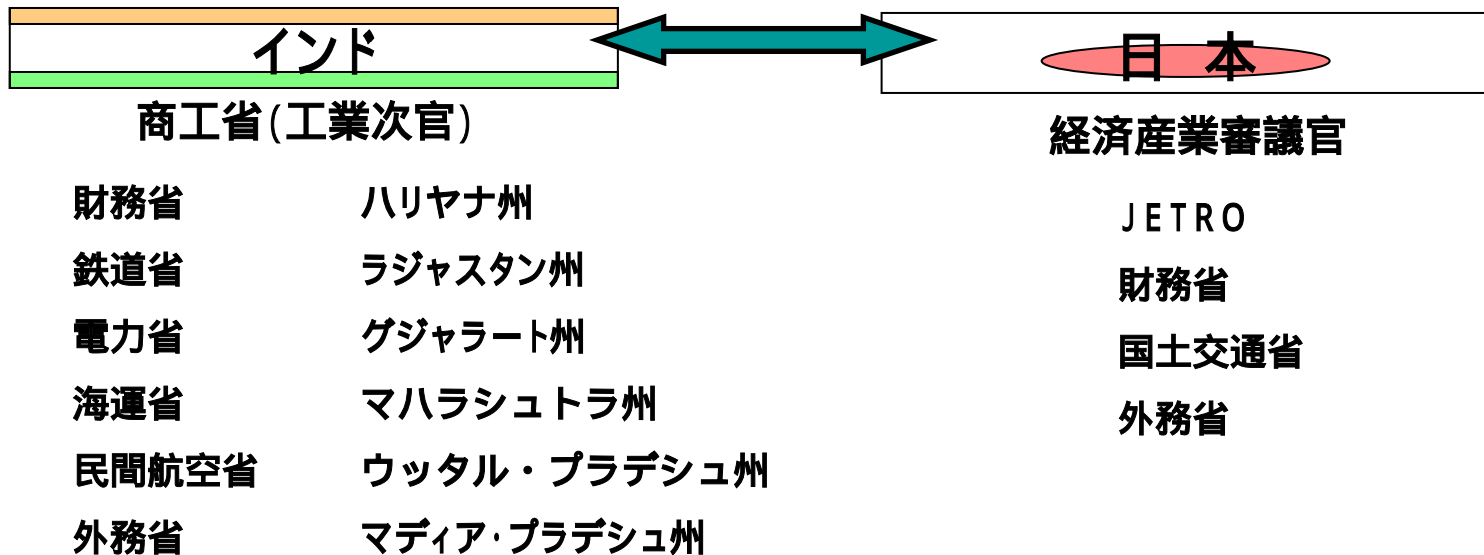 インド
商工省(工業次官)
財務省
鉄道省
電力省
海運省
民間航空省
外務省
ハリヤナ州
ラジャスタン州
グジャラート州
マハラシュトラ州
ウッタル・プラデシュ州
マディア・プラデシュ州
日 本
経済産業審議官
JETRO
財務省
国土交通省
外務省